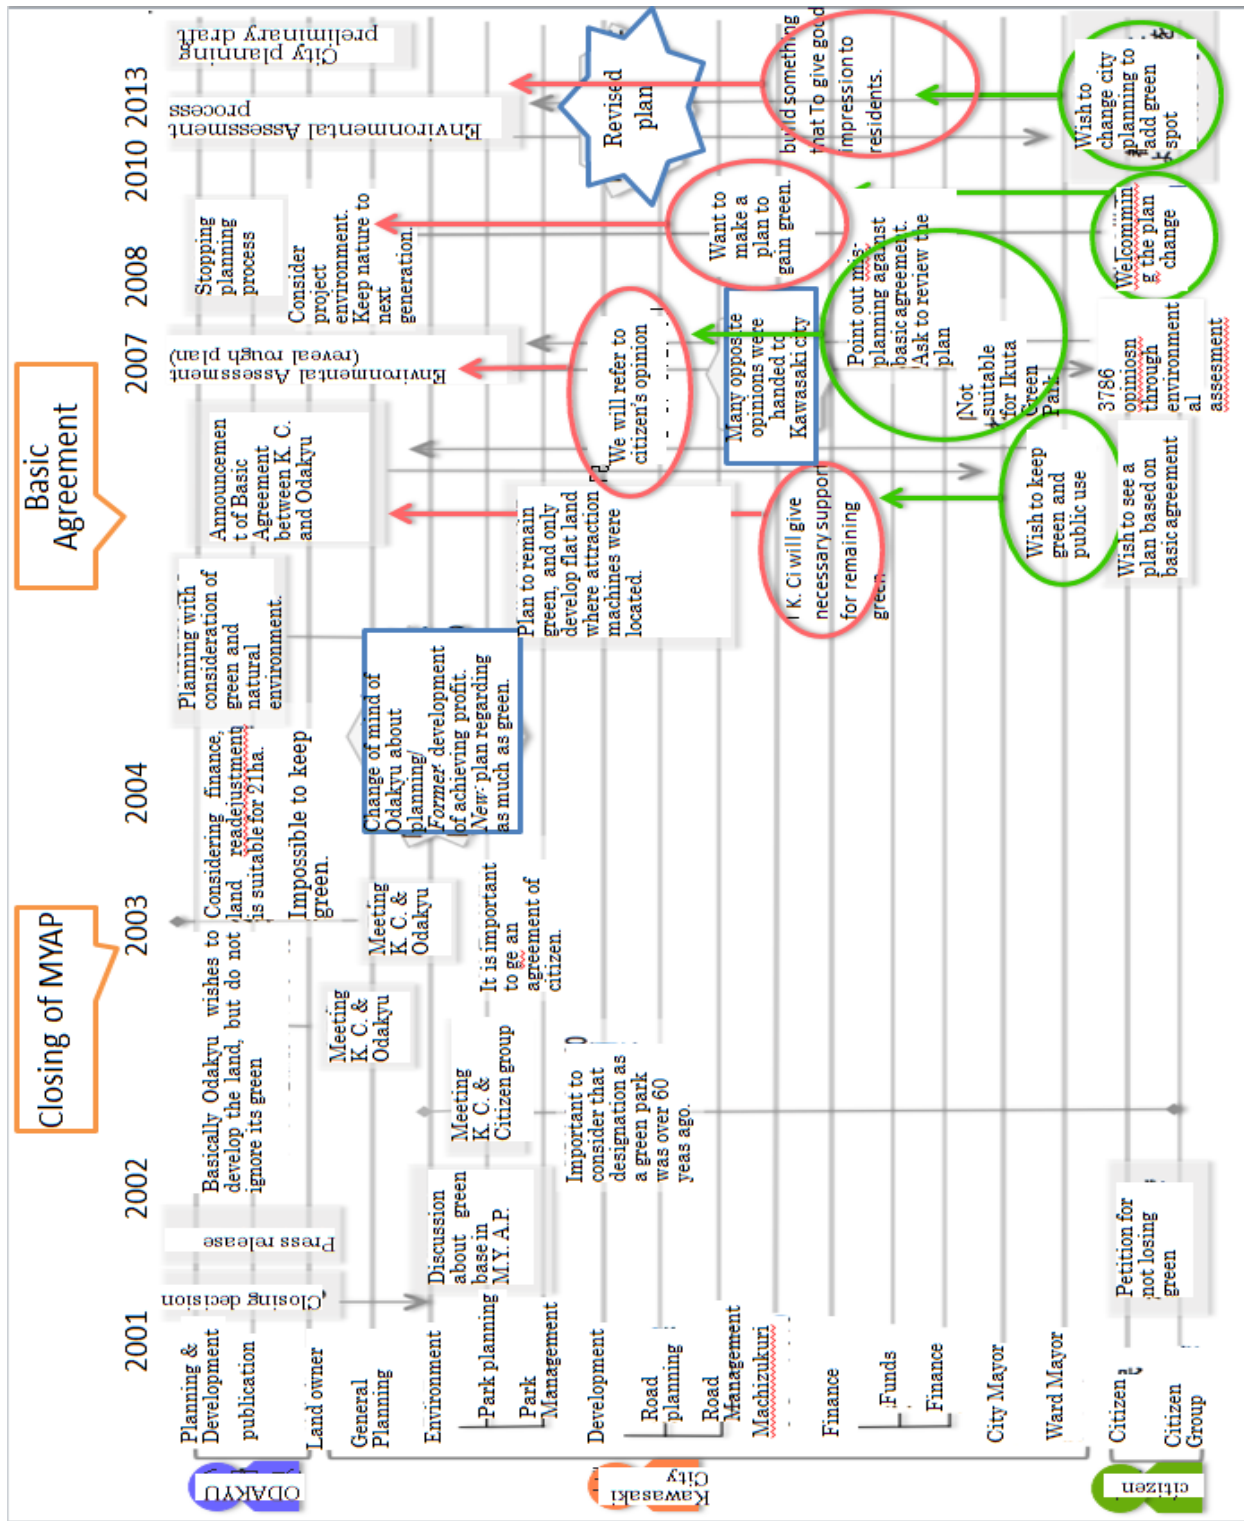 Closing of MYAP
Basic
Agreement
2001
2002
2003
2004
2007
2008
2010
2013
ODAKYU
Planning &
Development
publication
Land owner
Kawasaki
City
General
Planning
Environment
Park planning
Park
Management
Development
Road
planning
Road
Management
Machizukuri
Finance
Funds
Finance
City Mayor
Ward Mayor
citizen
Citizen
Citizen
Group
Closing decision
Press release
Basically Odakyu wishes to
develop the land, but do not
ignore its green
Considering finance,
land readejustment
is suitable for 21ha.
Impossible to keep
green.
Planning with
consideration of
green and
natural
environment.
Announcemen
t of Basic
Agreement
between K. C.
and Odakyu
Environmental Assessment
(reveal rough plan)
Stopping
planning
process
Consider
project
environment.
Keep nature to
next
generation.
Environmental Assessment
process
City planning
preliminary draft
Meeting
K. C. &
Odakyu
Meeting
K. C. &
Odakyu
Change of mind of
Odakyu about
planning/
Former: development
of achieving profit.
New: plan regarding
as much as green.
Discussion
about green
base in
M.Y. A.P.
Meeting
K. C. &
Citizen group
It is important
to ge an
agreement of
citizen.
Important to
consider that
designation as
a green park
was over 60
yeas ago.
Plan to remain
green, and only
develop flat land
where attraction
machines were
located.
We will refer to
citizen's opinion
Many opposite
opinions were
handed to
Kawasaki city
Want to
make a
plan to
gain green.
Revised
plan
build something
that To give good
impression to
residents.
K. Ci will give
necessary support
for remaining
green
Point out mis-
planning against
basic agreement.
Ask to review the
plan
Not
suitable
for Ikuta
Green
Park
Wish to keep
green and
public use
Petition for
not losing
green
Wish to see a
plan based on
basic agreement
3786
opiniosn
through
environment
al
assessment
Welcommin
g the plan
change
Wish to
change city
planning to
add green
spot